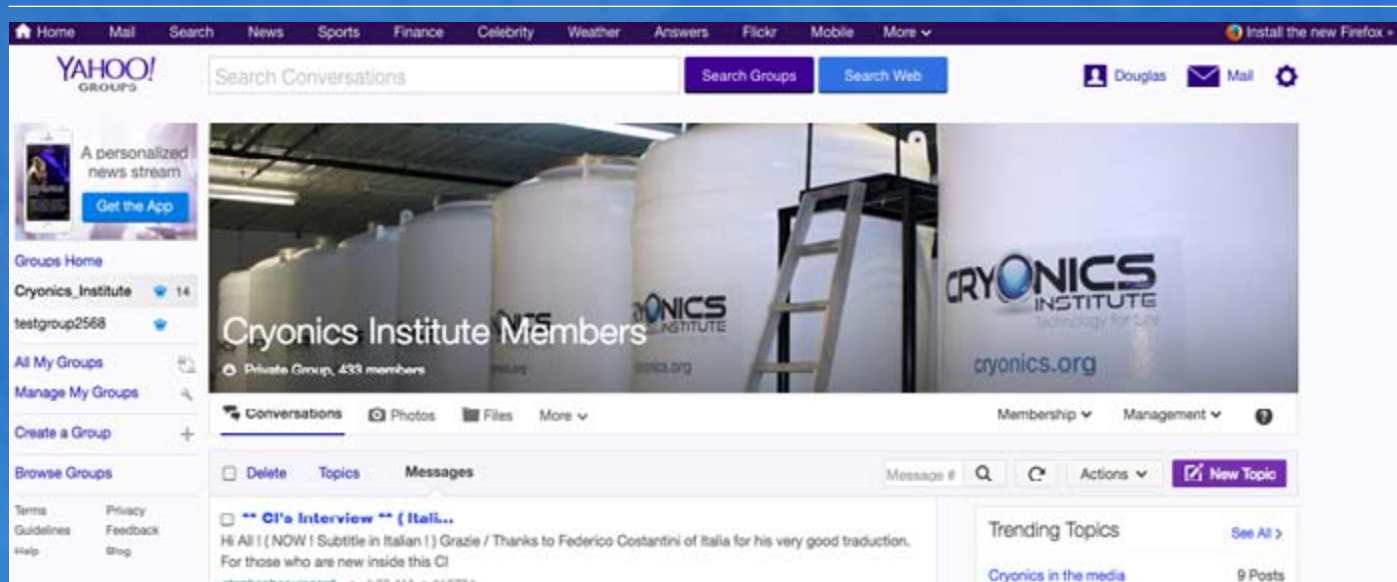 Home Mail Search News Sports Finance Celebrity Weather Answers Flickr Mobile More Install the new Firefox »
YAHOO!
GROUPS
Search Conversations
Search Groups
Search Web
Douglas Mail
A personalized
news stream
Get the App
Groups Home
Cryonics_Institute 14
testgroup2568
All My Groups
Manage My Groups
Create a Group
Browse Groups
Terms Privacy
Guidelines Feedback
Help Blog
CRYONICS
INSTITUTE
cryonics.org
CRYONICS
INSTITUTE
Technology for
cryonics.org
Cryonics Institute Members
Private Group, 433 members
Conversations Photos Files More Membership Management
Delete Topics Messages Message # Actions New Topic
** CI's Interview ** ( Itali...
Hi All ! ( NOW ! Subtitle in Italian ! ) Grazie / Thanks to Federico Costantini of Italia for his very good traduction.
For those who are new inside this CI
Trending Topics See All >
Cryonics in the media 9 Posts